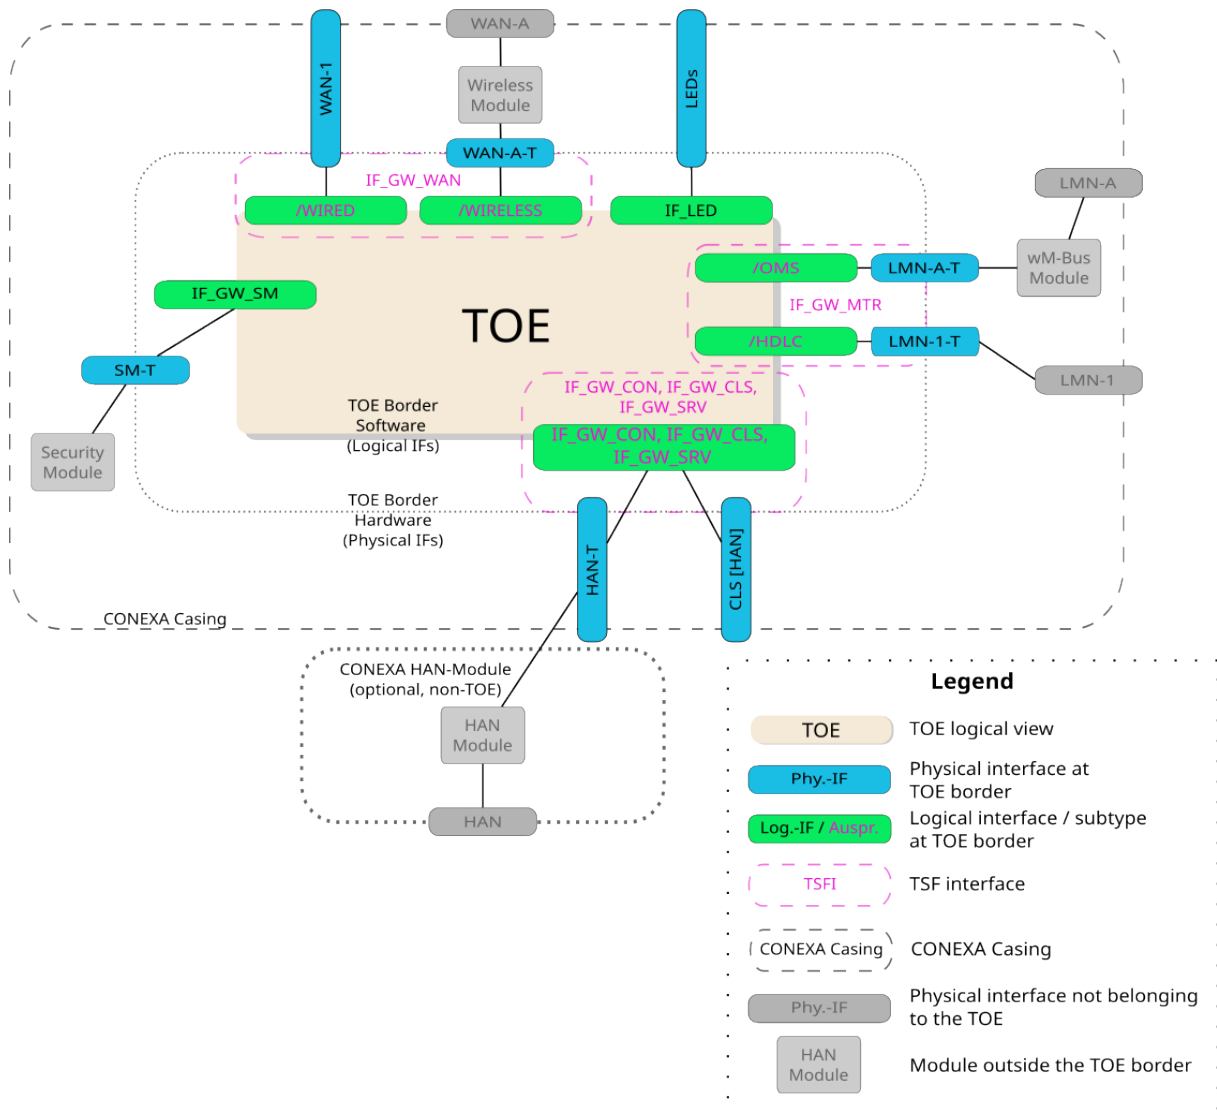 WAN-A
WAN-1
Wireless
Module
LEDs
WAN-A-T
IF_GW_WAN
/WIRED
/WIRELESS
IF_LED
LMN-A
wM-Bus
Module
/OMS
LMN-A-T
IF_GW_SM
IF_GW_MTR
TOE
/HDLC
LMN-1-T
SM-T
LMN-1
IF_GW_CON, IF_GW_CLS,
IF_GW_SRV
TOE Border
Software
(Logical IFs)
IF_GW_CON, IF_GW_CLS,
IF_GW_SRV
Security
Module
TOE Border
Hardware
(Physical IFs)
HAN-T
CLS [HAN]
CONEXA Casing
CONEXA HAN-Module
(optional, non-TOE)
HAN
Module
HAN
Legend
TOE
TOE logical view
Phy.-IF
Physical interface at
TOE border
Log.-IF / Auspr.
Logical interface / subtype
at TOE border
TSFI
TSF interface
CONEXA Casing
CONEXA Casing
Phy.-IF
Physical interface not belonging
to the TOE
HAN
Module
Module outside the TOE border